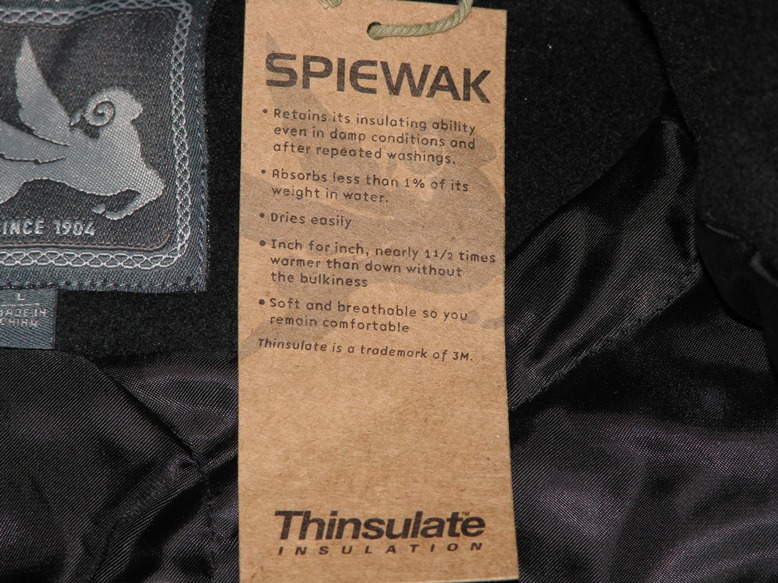 SPIEWAK
• Retains its insulating ability
even in damp conditions and
after repeated washings.
• Absorbs less than 1% of its
weight in water.
• Dries easily
• Inch for inch, nearly 1 1/2 times
warmer than down without
the bulkiness
• Soft and breathable so you
remain comfortable
Thinsulate is a trademark of 3M.
Thinsulate™
INSULATION
SINCE 1904
L
MADE IN
CHINA